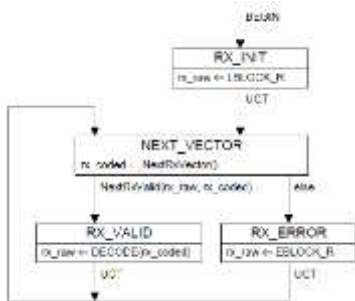 BEGIN
RX_INIT
rx_raw ⇐ LBLOCK_R
UCT
NEXT_VECTOR
rx_coded ⇐ NextRxVector()
NextRxValid(rx_raw, rx_coded)
else
RX_VALID
RX_ERROR
rx_raw ⇐ DECODE(rx_coded)
rx_raw ⇐ EBLOCK_R
UCT
UCT